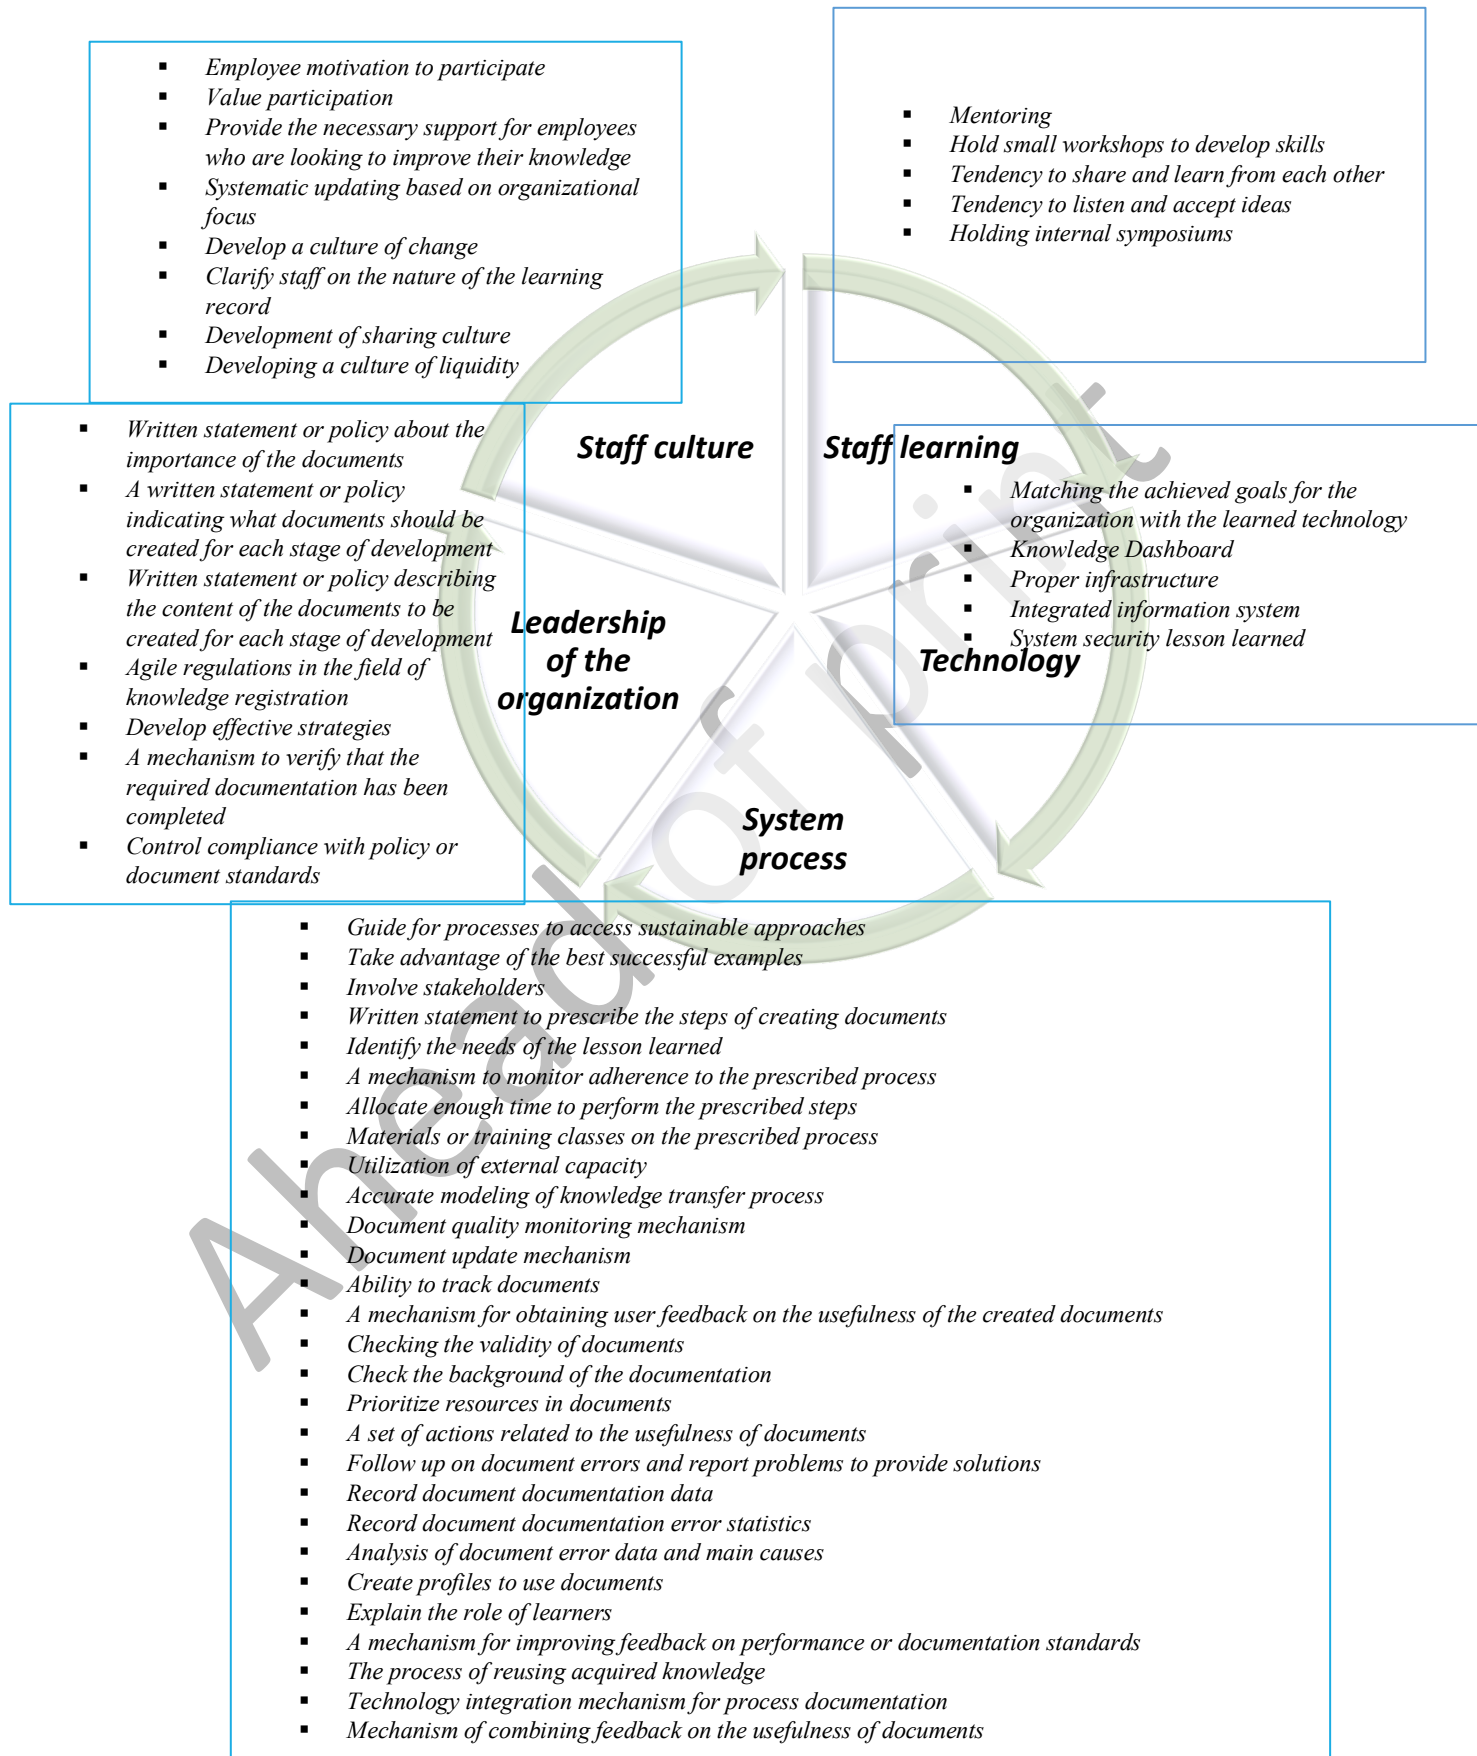 ▪ Employee motivation to participate
▪ Value participation
▪ Provide the necessary support for employees
who are looking to improve their knowledge
▪ Systematic updating based on organizational
focus
▪ Develop a culture of change
▪ Clarify staff on the nature of the learning
record
▪ Development of sharing culture
▪ Developing a culture of liquidity
▪ Mentoring
▪ Hold small workshops to develop skills
▪ Tendency to share and learn from each other
▪ Tendency to listen and accept ideas
▪ Holding internal symposiums
Staff culture
Staff learning
▪ Written statement or policy about the
importance of the documents
▪ A written statement or policy
indicating what documents should be
created for each stage of development
▪ Written statement or policy describing
the content of the documents to be
created for each stage of development
▪ Agile regulations in the field of
knowledge registration
▪ Develop effective strategies
▪ A mechanism to verify that the
required documentation has been
completed
▪ Control compliance with policy or
document standards
Leadership
of the
organization
▪ Matching the achieved goals for the
organization with the learned technology
▪ Knowledge Dashboard
▪ Proper infrastructure
▪ Integrated information system
▪ System security lesson learned
Technology
System
process
▪ Guide for processes to access sustainable approaches
▪ Take advantage of the best successful examples
▪ Involve stakeholders
▪ Written statement to prescribe the steps of creating documents
▪ Identify the needs of the lesson learned
▪ A mechanism to monitor adherence to the prescribed process
▪ Allocate enough time to perform the prescribed steps
▪ Materials or training classes on the prescribed process
▪ Utilization of external capacity
▪ Accurate modeling of knowledge transfer process
▪ Document quality monitoring mechanism
▪ Document update mechanism
▪ Ability to track documents
▪ A mechanism for obtaining user feedback on the usefulness of the created documents
▪ Checking the validity of documents
▪ Check the background of the documentation
▪ Prioritize resources in documents
▪ A set of actions related to the usefulness of documents
▪ Follow up on document errors and report problems to provide solutions
▪ Record document documentation data
▪ Record document documentation error statistics
▪ Analysis of document error data and main causes
▪ Create profiles to use documents
▪ Explain the role of learners
▪ A mechanism for improving feedback on performance or documentation standards
▪ The process of reusing acquired knowledge
▪ Technology integration mechanism for process documentation
▪ Mechanism of combining feedback on the usefulness of documents
Ahead of print